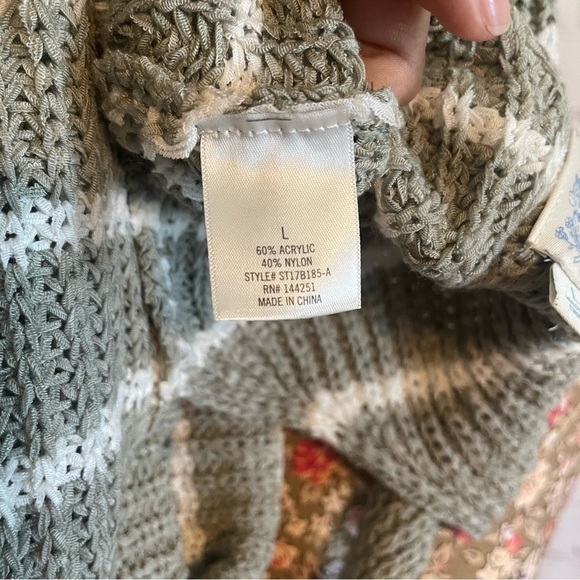 L
60% ACRYLIC
40% NYLON
STYLE# ST17B185-A
RN# 144251
MADE IN CHINA